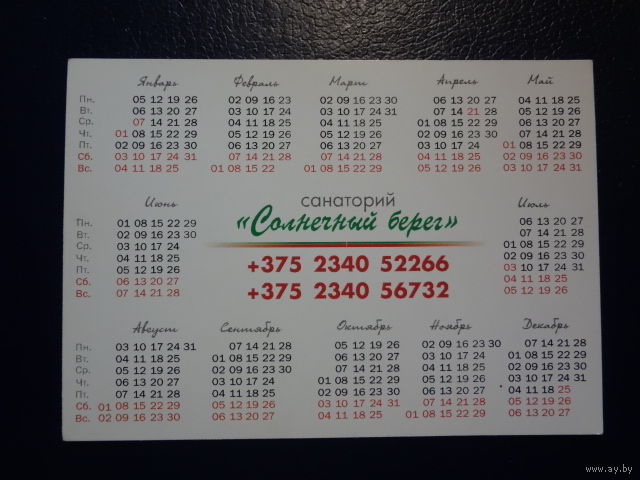 Январь Февраль Март Апрель Май
Пн. 05 12 19 26 02 09 16 23 02 09 16 23 30 06 13 20 27 04 11 18 25
Вт. 06 13 20 27 03 10 17 24 03 10 17 24 31 07 14 21 28 05 12 19 26
Ср. 07 14 21 28 04 11 18 25 04 11 18 25 01 08 15 22 29 06 13 20 27
Чт. 01 08 15 22 29 05 12 19 26 05 12 19 26 02 09 16 23 30 07 14 21 28
Пт. 02 09 16 23 30 06 13 20 27 06 13 20 27 03 10 17 24 01 08 15 22 29
Сб. 03 10 17 24 31 07 14 21 28 07 14 21 28 04 11 18 25 02 09 16 23 30
Вс. 04 11 18 25 01 08 15 22 01 08 15 22 29 05 12 19 26 03 10 17 24 31
Июнь
Пн. 01 08 15 22 29
Вт. 02 09 16 23 30
Ср. 03 10 17 24
Чт. 04 11 18 25
Пт. 05 12 19 26
Сб. 06 13 20 27
Вс. 07 14 21 28
санаторий
«Солнечный берег»
+375 2340 52266
+375 2340 56732
Июль
06 13 20 27
07 14 21 28
01 08 15 22 29
02 09 16 23 30
03 10 17 24 31
04 11 18 25
05 12 19 26
Август Сентябрь Октябрь Ноябрь Декабрь
Пн. 03 10 17 24 31 07 14 21 28 05 12 19 26 02 09 16 23 30 07 14 21 28
Вт. 04 11 18 25 01 08 15 22 29 06 13 20 27 03 10 17 24 01 08 15 22 29
Ср. 05 12 19 26 02 09 16 23 30 07 14 21 28 04 11 18 25 02 09 16 23 30
Чт. 06 13 20 27 03 10 17 24 01 08 15 22 29 05 12 19 26 03 10 17 24 31
Пт. 07 14 21 28 04 11 18 25 02 09 16 23 30 06 13 20 27 04 11 18 25
Сб. 01 08 15 22 29 05 12 19 26 03 10 17 24 31 07 14 21 28 05 12 19 26
Вс. 02 09 16 23 30 06 13 20 27 04 11 18 25 01 08 15 22 29 06 13 20 27
www.ay.by